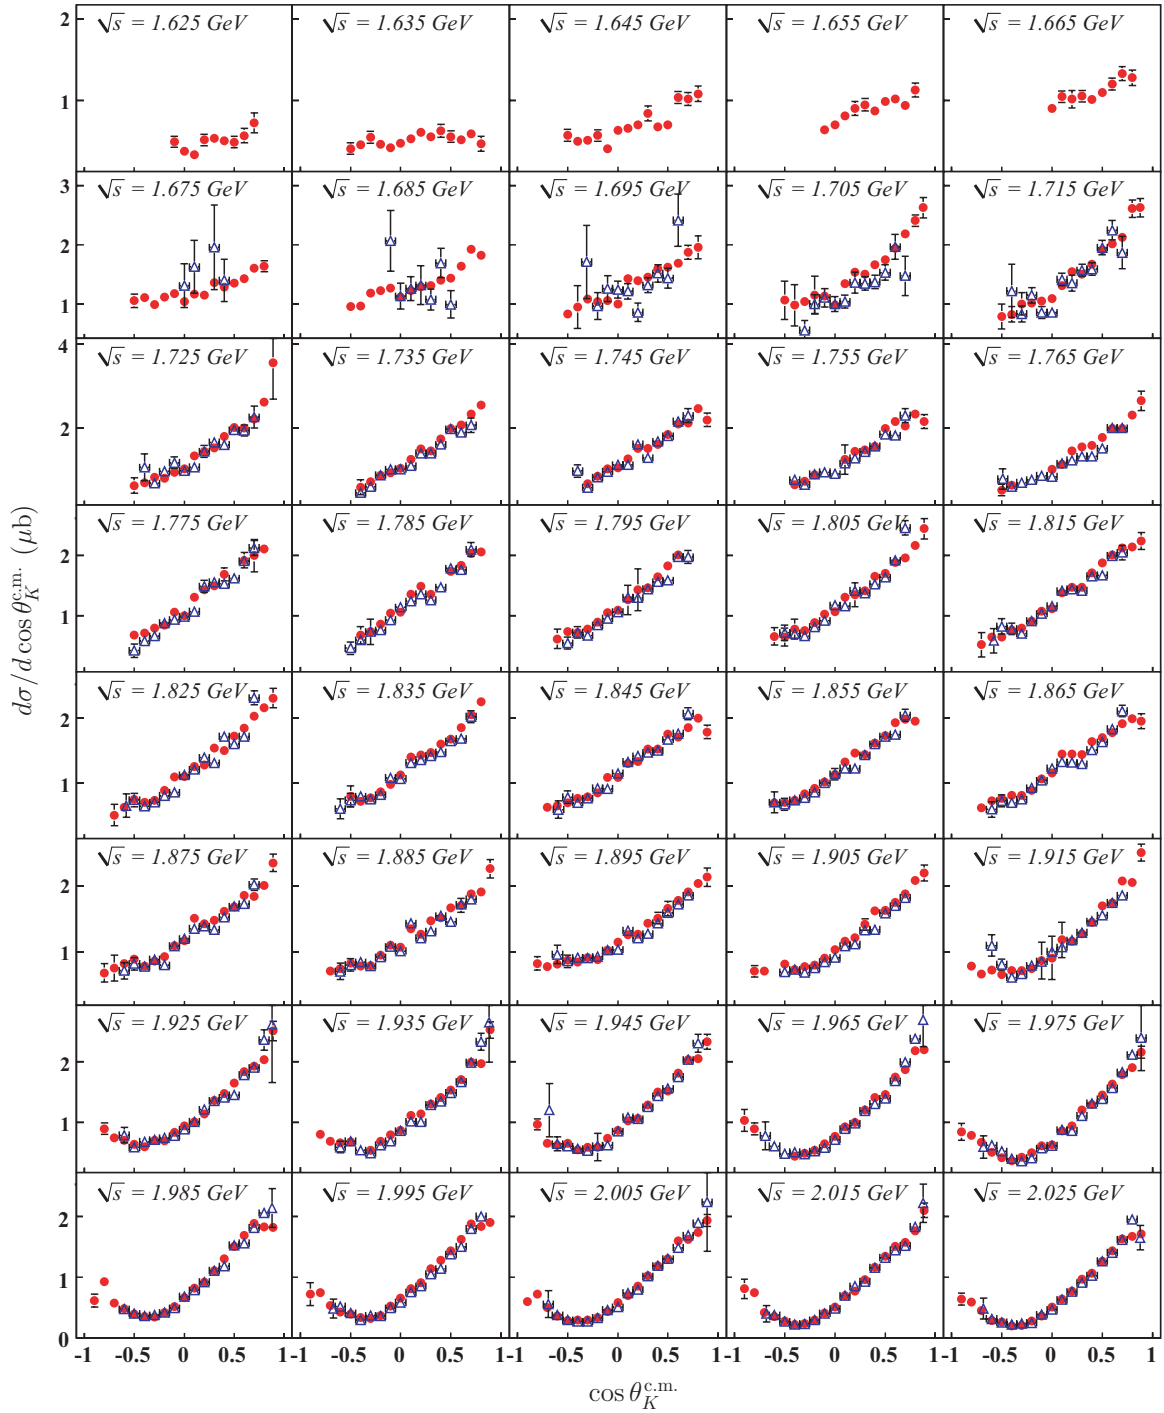 √s = 1.625 GeV √s = 1.635 GeV √s = 1.645 GeV √s = 1.655 GeV √s = 1.665 GeV
2
1
√s = 1.675 GeV √s = 1.685 GeV √s = 1.695 GeV √s = 1.705 GeV √s = 1.715 GeV
3
2
1
√s = 1.725 GeV √s = 1.735 GeV √s = 1.745 GeV √s = 1.755 GeV √s = 1.765 GeV
4
2
√s = 1.775 GeV √s = 1.785 GeV √s = 1.795 GeV √s = 1.805 GeV √s = 1.815 GeV
2
1
dσ/d cos θ_K^c.m. (μb)
√s = 1.825 GeV √s = 1.835 GeV √s = 1.845 GeV √s = 1.855 GeV √s = 1.865 GeV
2
1
√s = 1.875 GeV √s = 1.885 GeV √s = 1.895 GeV √s = 1.905 GeV √s = 1.915 GeV
2
1
√s = 1.925 GeV √s = 1.935 GeV √s = 1.945 GeV √s = 1.965 GeV √s = 1.975 GeV
2
1
√s = 1.985 GeV √s = 1.995 GeV √s = 2.005 GeV √s = 2.015 GeV √s = 2.025 GeV
2
1
0
-1 -0.5 0 0.5 -1 -0.5 0 0.5 -1 -0.5 0 0.5 -1 -0.5 0 0.5 -1 -0.5 0 0.5 1
cos θ_K^c.m.